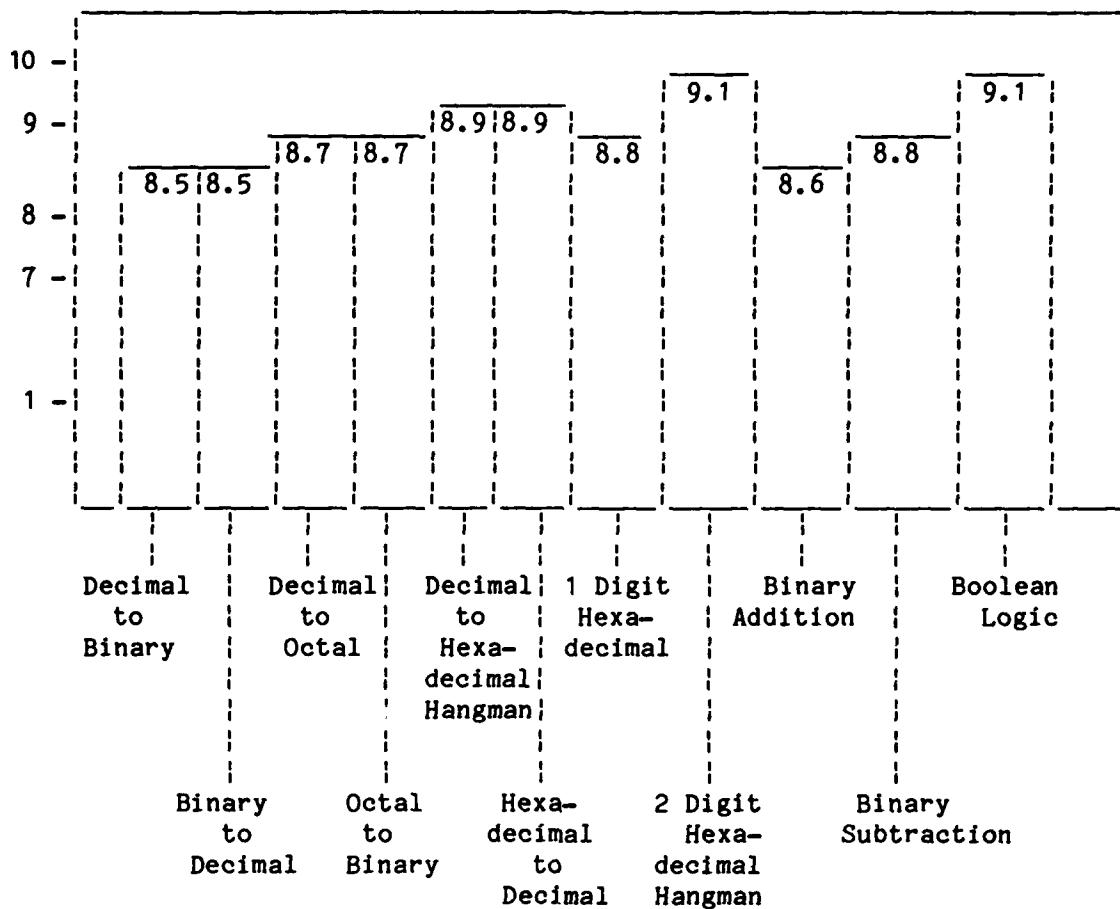 10 -
9.1 9.1
9 -
8.9 8.9
8.7 8.7 8.8 8.8
8.5 8.5 8.6
8 -
7 -
1 -
Decimal Decimal Decimal 1 Digit Binary Boolean
to to to Hexa- Addition Logic
Binary Octal Hexa- decimal
decimal
Hangman
Binary Octal Hexa- 2 Digit Binary
to to decimal Hexa- Subtraction
Decimal Binary to decimal
Decimal Hangman